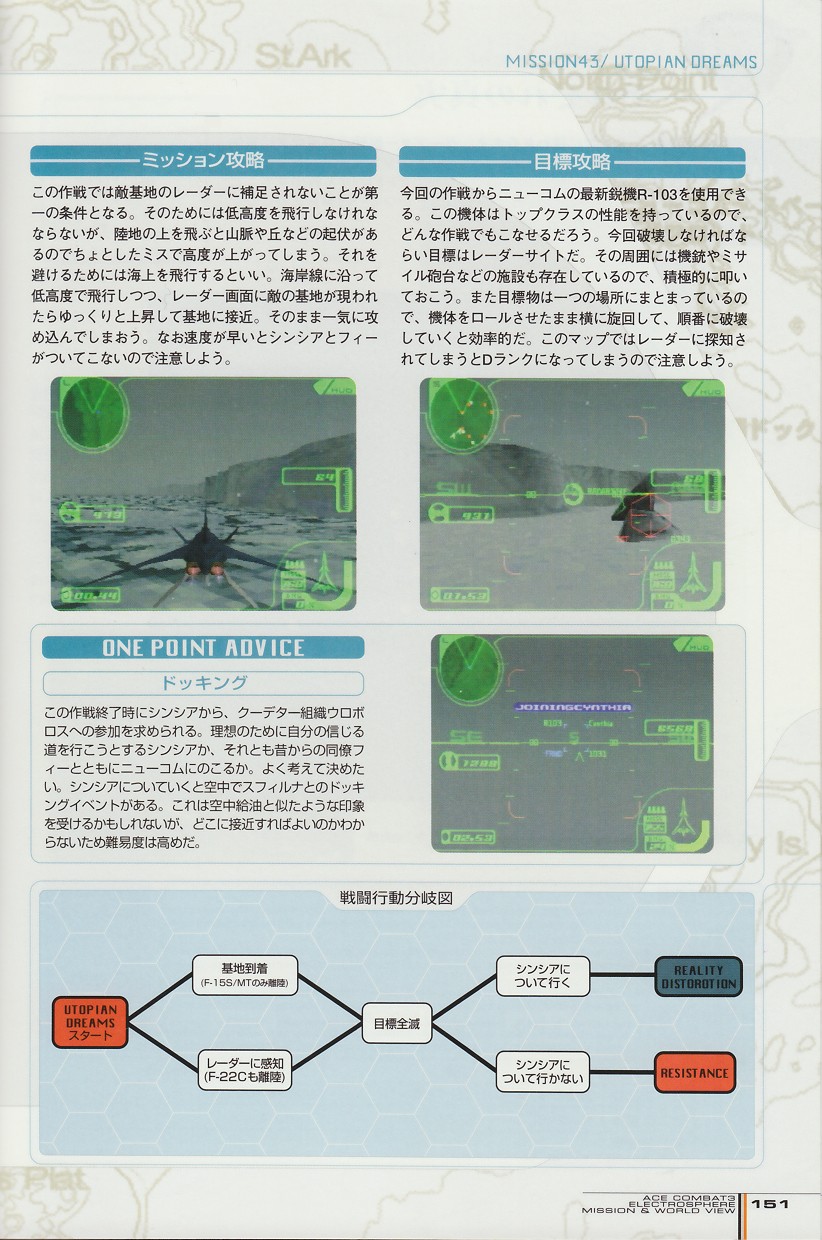 St.Ark
MISSION43/ UTOPIAN DREAMS
North Point
ミッション攻略
この作戦では敵基地のレーダーに補足されないことが第
一の条件となる。そのためには低高度を飛行しなけれな
ならないが、陸地の上を飛ぶと山脈や丘などの起伏があ
るのでちょとしたミスで高度が上がってしまう。それを
避けるためには海上を飛行するといい。海岸線に沿って
低高度で飛行しつつ、レーダー画面に敵の基地が現われ
たらゆっくりと上昇して基地に接近。そのまま一気に攻
め込んでしまおう。なお速度が早いとシンシアとフィー
がついてこないので注意しよう。
目標攻略
今回の作戦からニューコムの最新鋭機R-103を使用でき
る。この機体はトップクラスの性能を持っているので、
どんな作戦でもこなせるだろう。今回破壊しなければな
らい目標はレーダーサイトだ。その周囲には機銃やミサ
イル砲台などの施設も存在しているので、積極的に叩い
ておこう。また目標物は一つの場所にまとまっているの
で、機体をロールさせたまま横に旋回して、順番に破壊
していくと効率的だ。このマップではレーダーに探知さ
れてしまうとDランクになってしまうので注意しよう。
HUD
64
979
00.44
HUD
SW
931
01.53
ドック
ONE POINT ADVICE
ドッキング
この作戦終了時にシンシアから、クーデター組織ウロボ
ロスへの参加を求められる。理想のために自分の信じる
道を行こうとするシンシアか、それとも昔からの同僚フ
ィーとともにニューコムにのこるか。よく考えて決めた
い。シンシアについていくと空中でスフィルナとのドッキ
ングイベントがある。これは空中給油と似たような印象
を受けるかもしれないが、どこに接近すればよいのかわか
らないため難易度は高めだ。
HUD
JOININGCYNTHIA
R103 Cynthia
SE
S
6560
1200
1031
02.53
y Is.
戦闘行動分岐図
UTOPIAN
DREAMS
スタート
基地到着
(F-15S/MTのみ離陸)
レーダーに感知
(F-22Cも離陸)
目標全滅
シンシアに
ついて行く
シンシアに
ついて行かない
REALITY
DISTOROTION
RESISTANCE
s Plat
ACE COMBAT3
ELECTROSPHERE
MISSION & WORLD VIEW
151